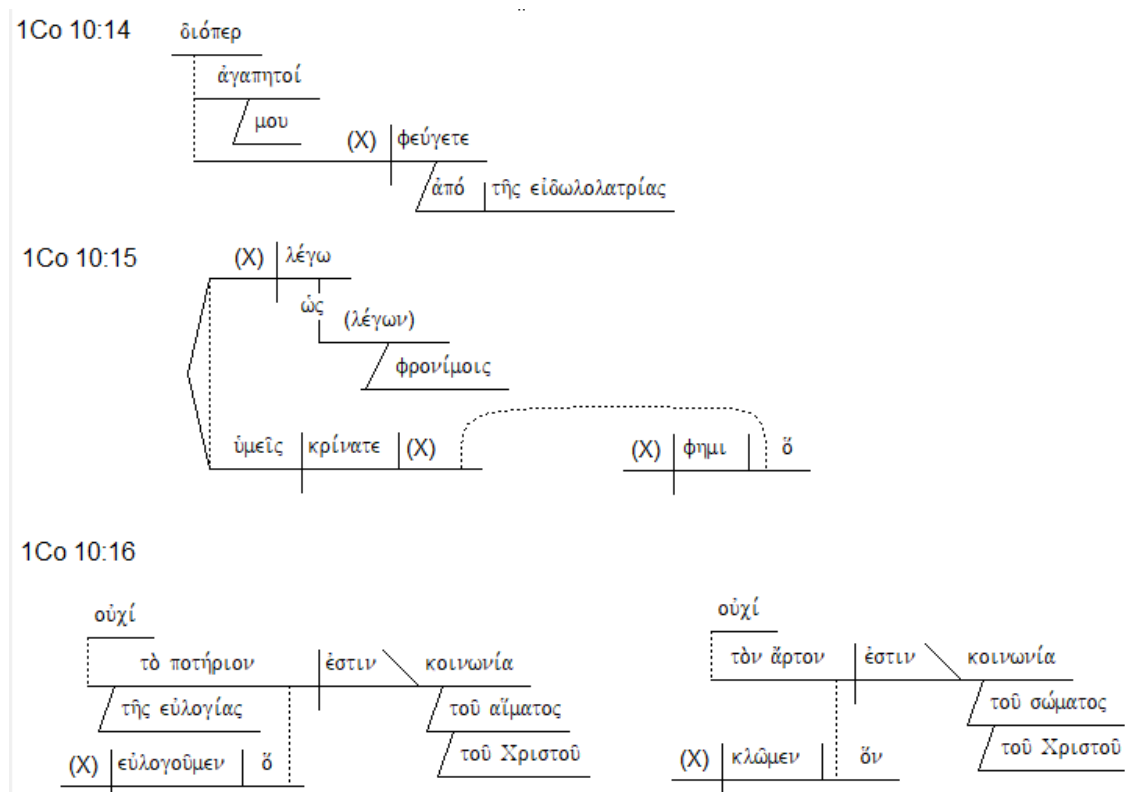 1Co 10:14
διόπερ
ἀγαπητοί
μου
(X) φεύγετε
ἀπό τῆς εἰδωλολατρίας
1Co 10:15
(X) λέγω
ὡς
(λέγων)
φρονίμοις
ὑμεῖς κρίνατε (X)
(X) φημι ὅ
1Co 10:16
οὐχί
τὸ ποτήριον ἐστιν κοινωνία
τῆς εὐλογίας τοῦ αἵματος
τοῦ Χριστοῦ
(X) εὐλογοῦμεν ὅ
οὐχί
τὸν ἄρτον ἐστιν κοινωνία
τοῦ σώματος
τοῦ Χριστοῦ
(X) κλῶμεν ὅν